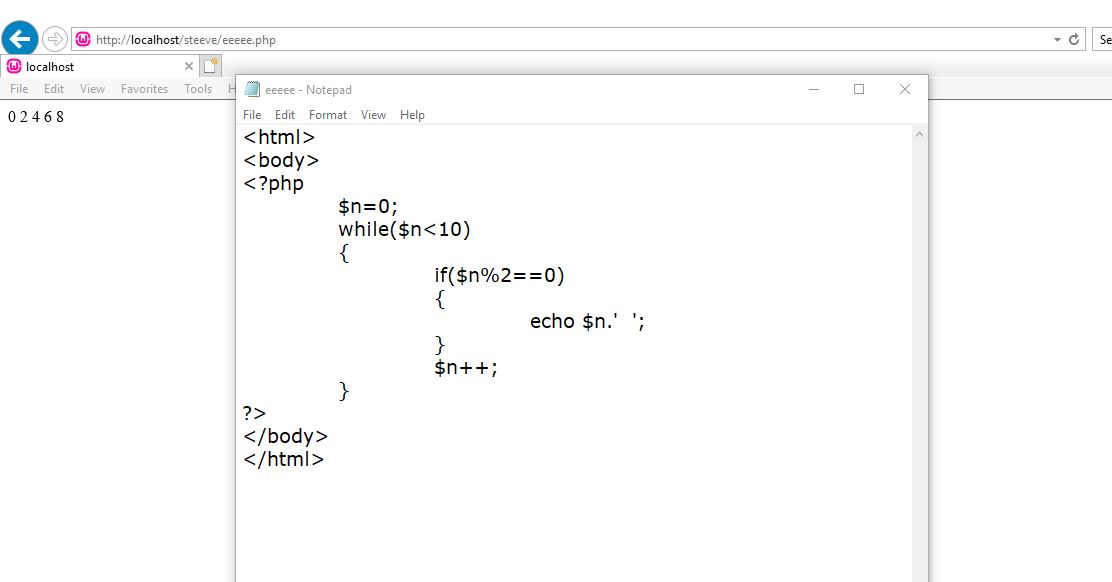 http://localhost/steeve/eeeee.php
Se
localhost
File Edit View Favorites Tools H
0 2 4 6 8
eeeee - Notepad
File Edit Format View Help
<html>
<body>
<?php
$n=0;
while($n<10)
{
if($n%2==0)
{
echo $n.'  ';
}
$n++;
}
?>
</body>
</html>